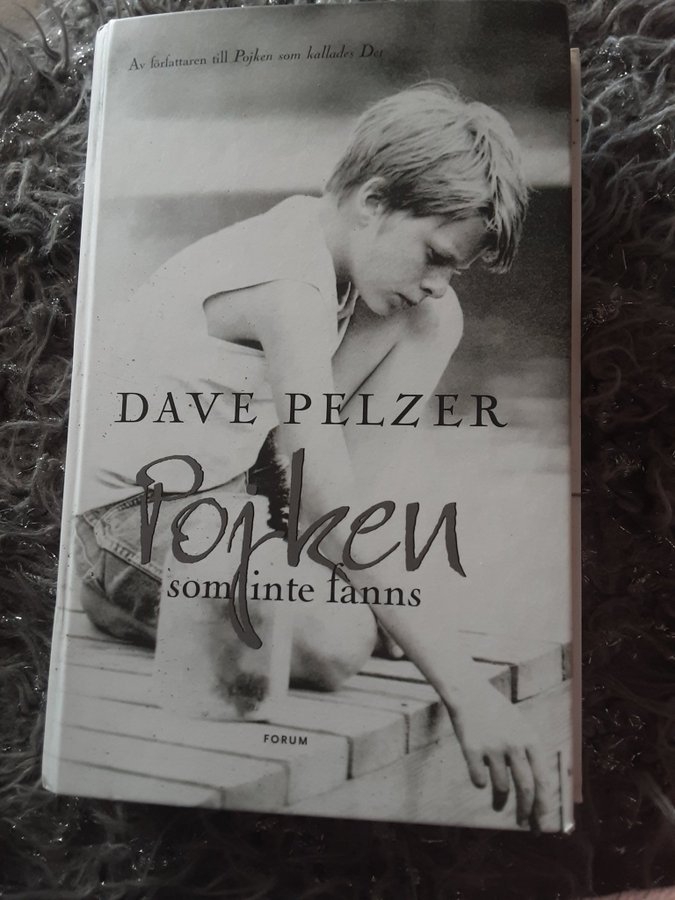 Av författaren till Pojken som kallades Det
DAVE PELZER
Pojken
som inte fanns
FORUM